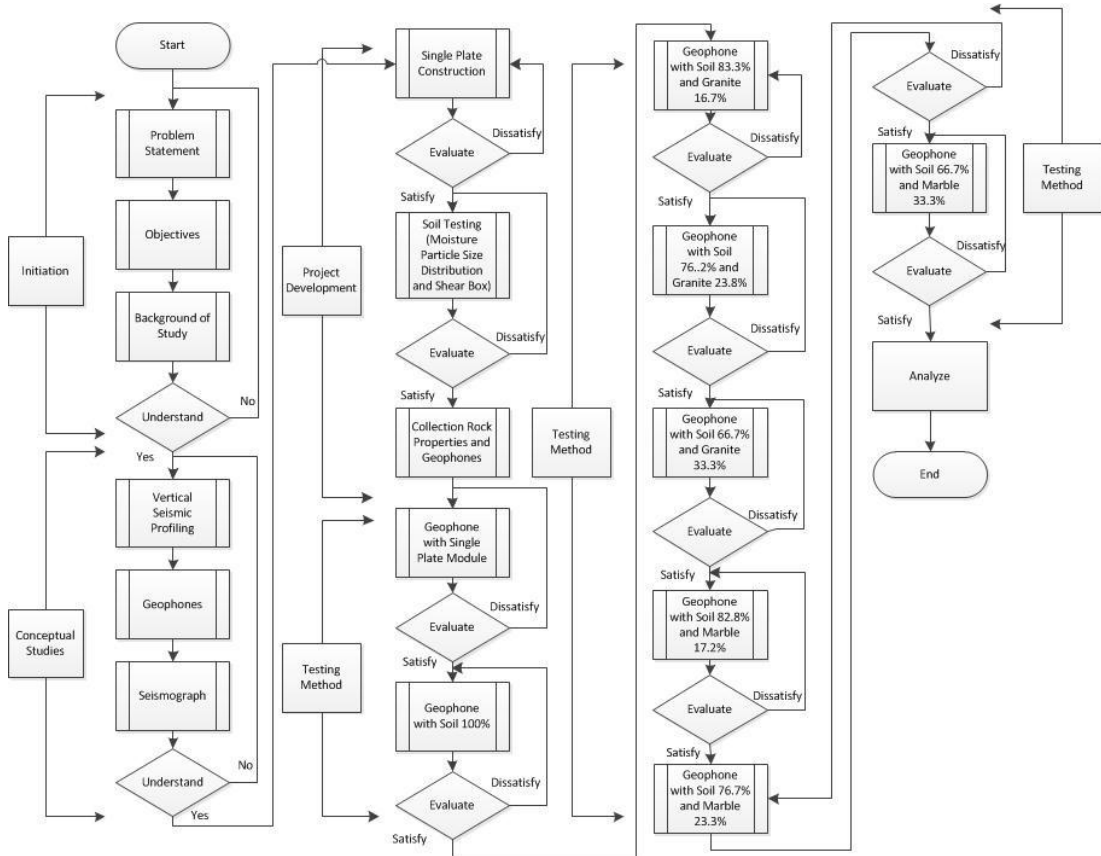 Start
Problem
Statement
Objectives
Initiation
Background of
Study
No
Understand
Yes
Vertical
Seismic
Profiling
Geophones
Conceptual
Studies
Seismograph
No
Understand
Yes
Single Plate
Construction
Dissatisfy
Evaluate
Satisfy
Soil Testing
(Moisture
Particle Size
Distribution
and Shear Box)
Project
Development
Dissatisfy
Evaluate
Satisfy
Collection Rock
Properties and
Geophones
Geophone
with Single
Plate Module
Dissatisfy
Evaluate
Satisfy
Testing
Method
Geophone
with Soil 100%
Dissatisfy
Evaluate
Satisfy
Geophone
with Soil 83.3%
and Granite
16.7%
Dissatisfy
Evaluate
Satisfy
Geophone
with Soil
76..2% and
Granite 23.8%
Dissatisfy
Evaluate
Satisfy
Testing
Method
Geophone
with Soil 66.7%
and Granite
33.3%
Dissatisfy
Evaluate
Satisfy
Geophone
with Soil 82.8%
and Marble
17.2%
Dissatisfy
Evaluate
Satisfy
Geophone
with Soil 76.7%
and Marble
23.3%
Dissatisfy
Evaluate
Satisfy
Geophone
with Soil 66.7%
and Marble
33.3%
Testing
Method
Dissatisfy
Evaluate
Satisfy
Analyze
End